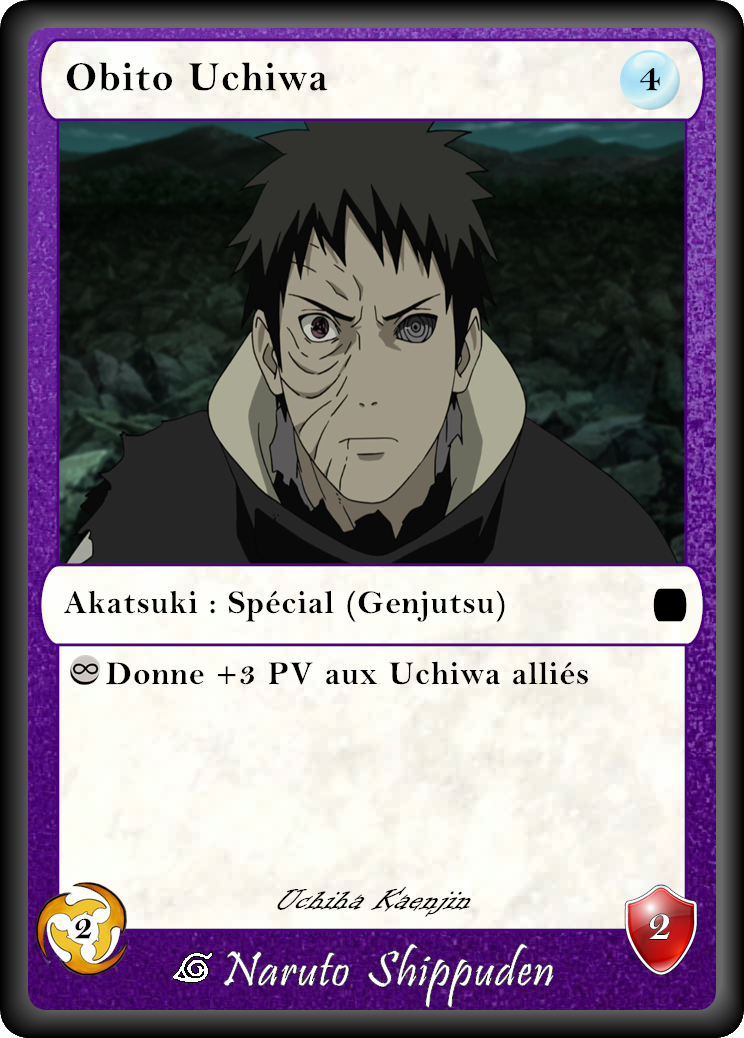 Obito Uchiwa
4
Akatsuki : Spécial (Genjutsu)
∞ Donne +3 PV aux Uchiwa alliés
Uchiha Kaenjin
2
2
Naruto Shippuden